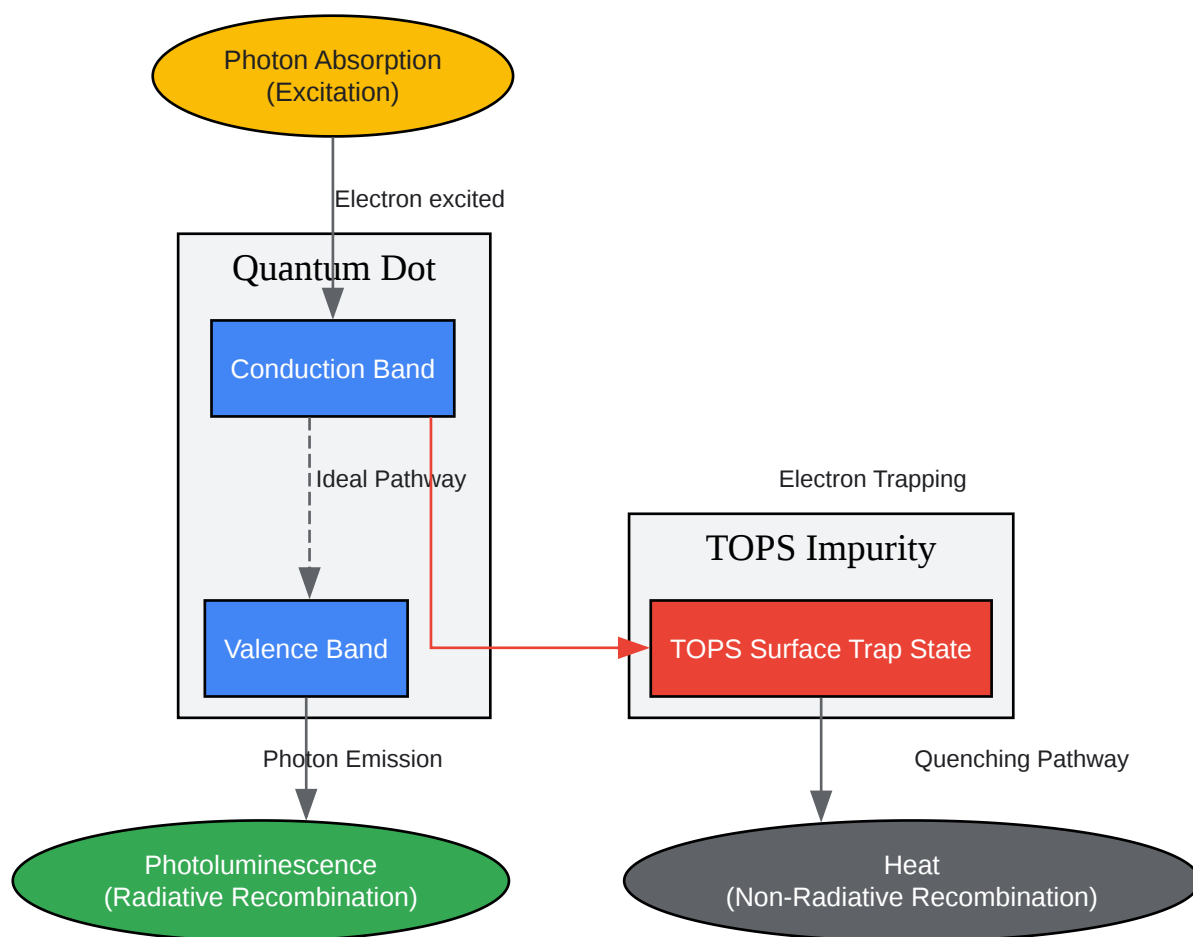 Photon Absorption
(Excitation)
Electron excited
Quantum Dot
Conduction Band
Ideal Pathway
Electron Trapping
TOPS Impurity
Valence Band
TOPS Surface Trap State
Photon Emission
Quenching Pathway
Photoluminescence
(Radiative Recombination)
Heat
(Non-Radiative Recombination)